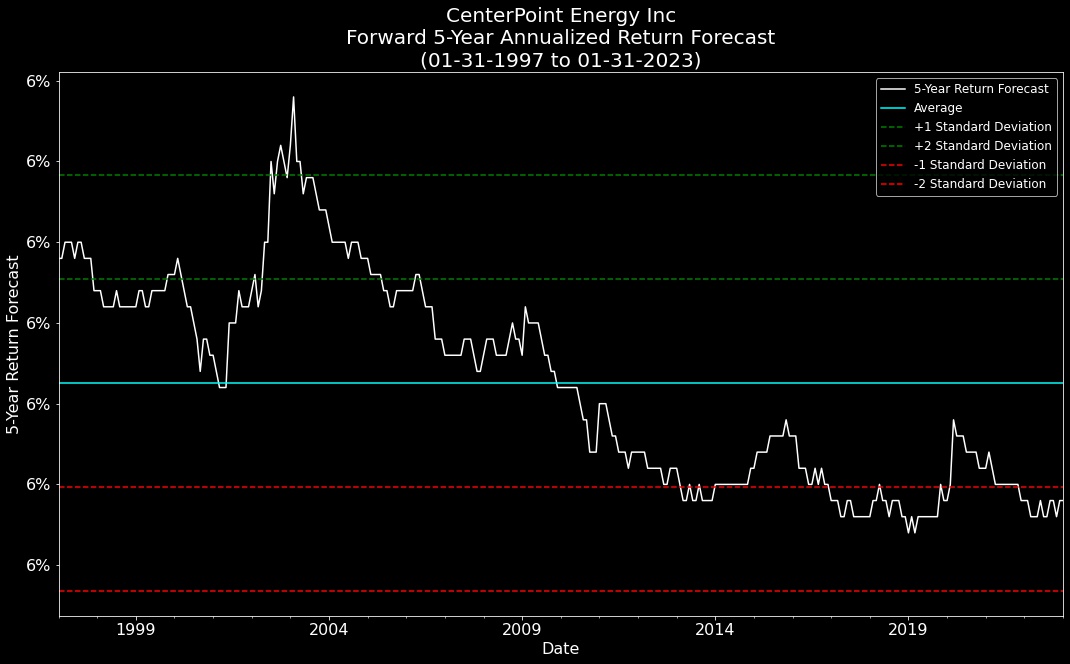 CenterPoint Energy Inc
Forward 5-Year Annualized Return Forecast
(01-31-1997 to 01-31-2023)
5-Year Return Forecast
6%
6%
6%
6%
6%
6%
6%
5-Year Return Forecast
Average
+1 Standard Deviation
+2 Standard Deviation
-1 Standard Deviation
-2 Standard Deviation
1999 2004 2009 2014 2019
Date